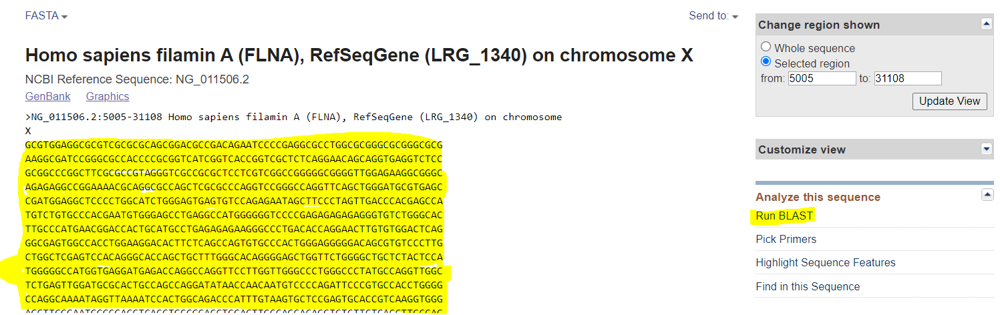 FASTA
Send to:
Homo sapiens filamin A (FLNA), RefSeqGene (LRG_1340) on chromosome X
NCBI Reference Sequence: NG_011506.2
GenBank Graphics
>NG_011506.2:5005-31108 Homo sapiens filamin A (FLNA), RefSeqGene (LRG_1340) on chromosome
X
GCGTGGAGGCGCGTCGCGCGCAGCGGACGCCGACAGAATCCCCGAGGCGCCTGGCGCGGGCGCGGGCGCG
AAGGCGATCCGGGCGCCACCCCGCGGTCATCGGTCACCGGTCGCTCTCAGGAACAGCAGGTGAGGTCTCC
GCGGCCCGGCTTCGCGCCGTAGGGTCGCCGCGCTCCTCGTCGGCCGGGGGCGGGGTTGGAGAAGGCGGGC
AGAGAGGCCGGAAAACGCAGGCGCCAGCTCGCGCCCAGGTCCGGGCCAGGTTCAGCTGGGATGCGTGAGC
CGATGGAGGCTCCCCTGGCATCTGGGAGTGAGTGTCCAGAGAATAGCTTCCCTAGTTGACCCACGAGCCA
TGTCTGTGCCCACGAATGTGGGAGCCTGAGGCCATGGGGGGTCCCCGAGAGAGAGAGGGTGTCTGGGCAC
TTGCCCATGAACGGACCACTGCATGCCTGAGAGAGAAGGGCCCTGACACCAGGAACTTGTGTGGACTCAG
GGCGAGTGGCCACCTGGAAGGACACTTCTCAGCCAGTGTGCCCACTGGGAGGGGGACAGCGTGTCCCTTG
CTGGCTCGAGTCCACAGGGCACCAGCTGCTTTGGGCACAGGGGAGCTGGTTCTGGGGCTGCTCTACTCCA
TGGGGGCCATGGTGAGGATGAGACCAGGCCAGGTTCCTTGGTTGGGCCCTGGGCCCTATGCCAGGTTGGC
TCTGAGTTGGATGCGCACTGCCAGCCAGGATATAACCAACAATGTCCCCAGATTCCCGTGCCACCTGGGG
CCAGGCAAAATAGGTTAAAATCCACTGGCAGACCCATTTGTAAGTGCTCCGAGTGCACCGTCAAGGTGGG
Change region shown
Whole sequence
Selected region
from: 5005 to: 31108
Update View
Customize view
Analyze this sequence
Run BLAST
Pick Primers
Highlight Sequence Features
Find in this Sequence